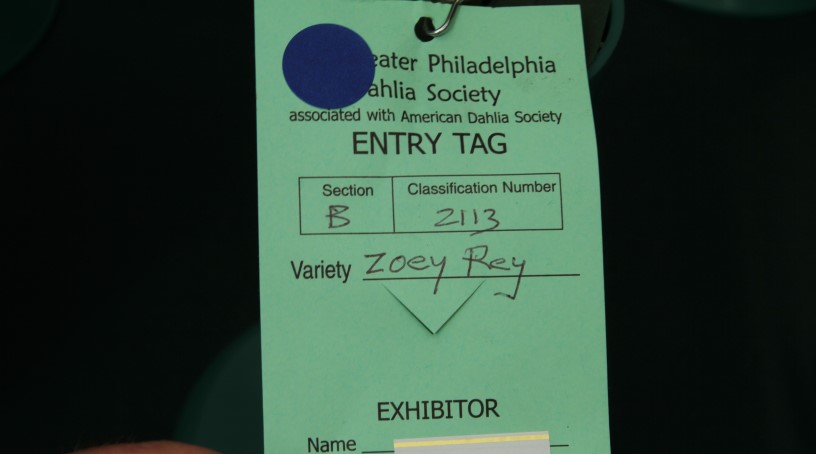 eater Philadelphia
ahlia Society
associated with American Dahlia Society
ENTRY TAG
Section Classification Number
B 2113
Variety Zoey Rey
EXHIBITOR
Name